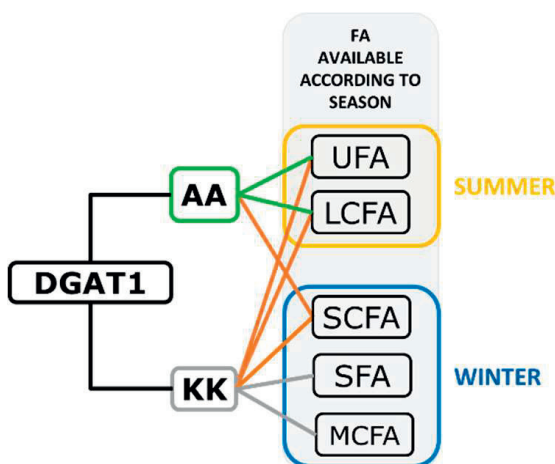 FA
AVAILABLE
ACCORDING TO
SEASON
UFA
AA
SUMMER
LCFA
DGAT1
SCFA
KK
SFA
WINTER
MCFA